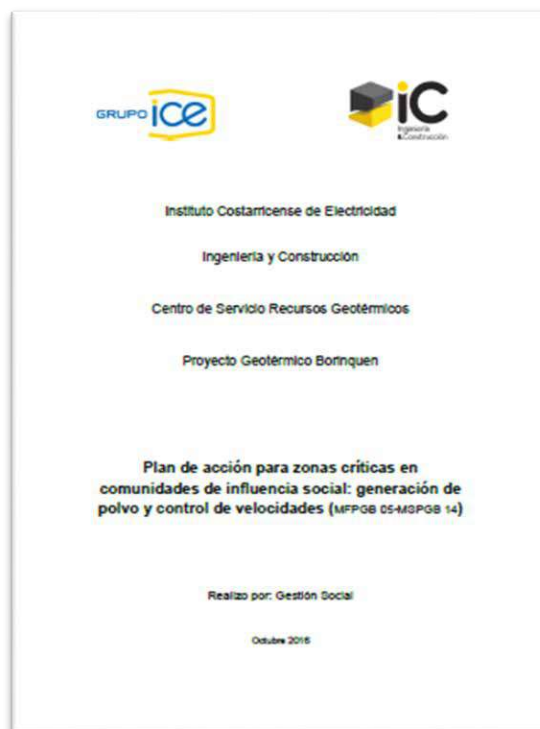 GRUPO ice
iC
Ingeniería
&Construcción
Instituto Costarricense de Electricidad
Ingeniería y Construcción
Centro de Servicio Recursos Geotérmicos
Proyecto Geotérmico Borinquen
Plan de acción para zonas críticas en
comunidades de influencia social: generación de
polvo y control de velocidades (MFPGB 05-MSPGB 14)
Realizo por: Gestión Social
Octubre 2016